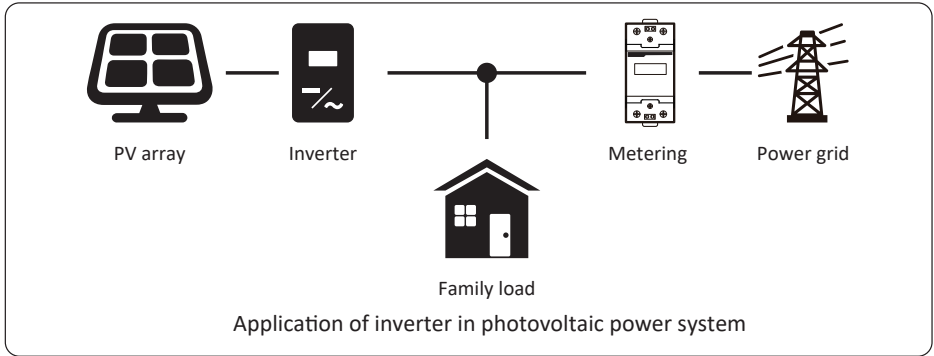 PV array
Inverter
Metering
Power grid
Family load
Application of inverter in photovoltaic power system